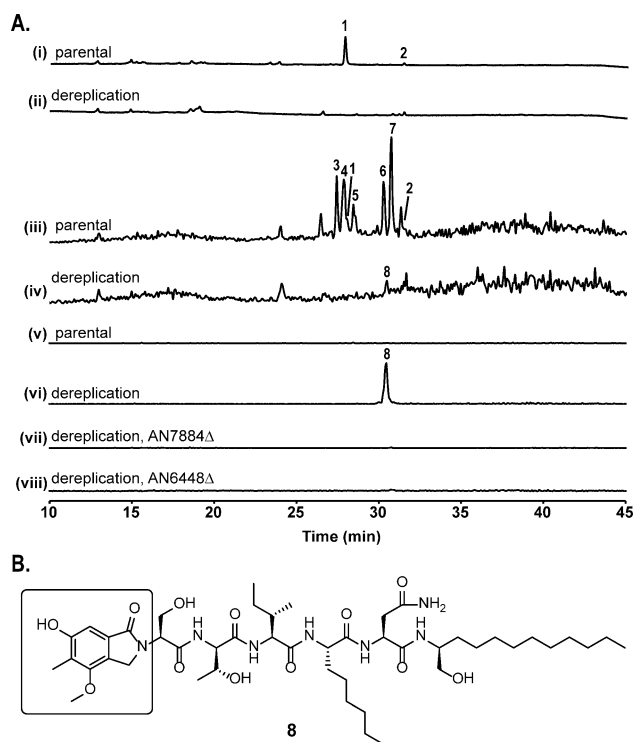 A.
(i) parental 1 2
(ii) dereplication
(iii) parental 3 4 1 5 6 7 2
(iv) dereplication 8
(v) parental
(vi) dereplication 8
(vii) dereplication, AN7884Δ
(viii) dereplication, AN6448Δ
10 15 20 25 30 35 40 45
Time (min)
B.
O
NH2
HO O OH H N O H N O H N
N N H O N H O
O OH OH
8